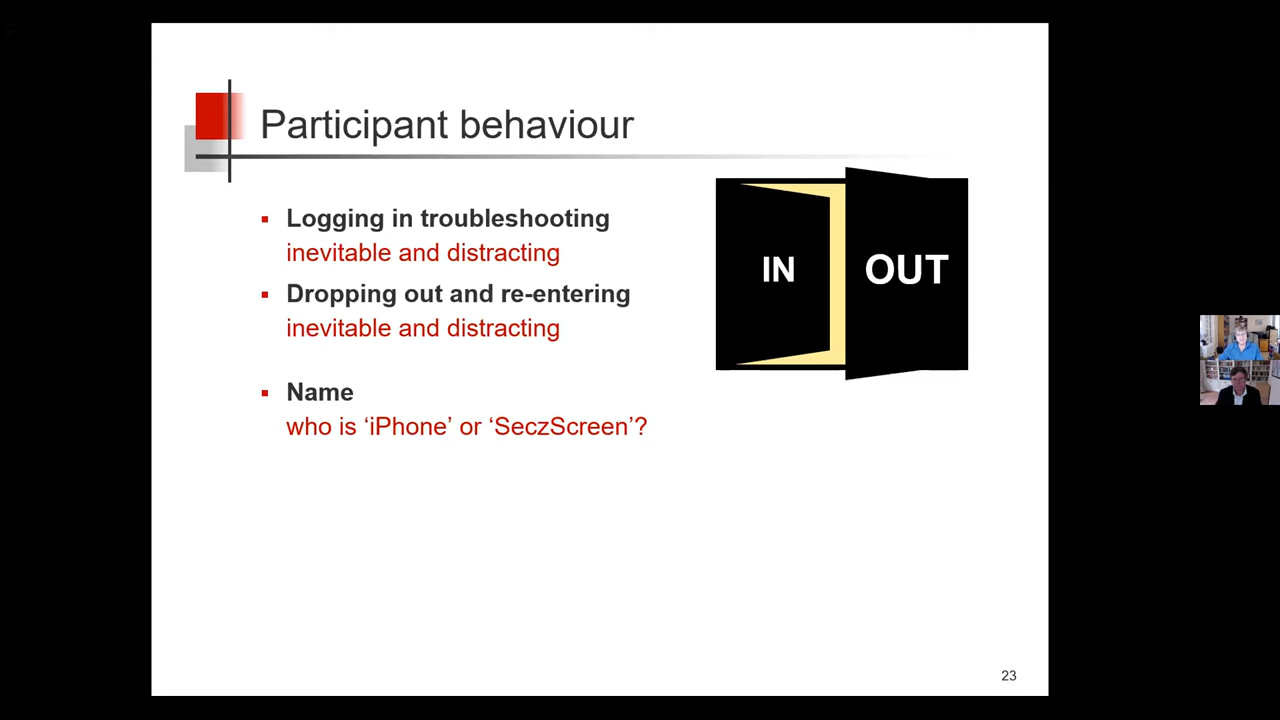 Participant behaviour
Logging in troubleshooting
inevitable and distracting
Dropping out and re-entering
inevitable and distracting
Name
who is ‘iPhone’ or ‘SeczScreen’?
IN
OUT
23